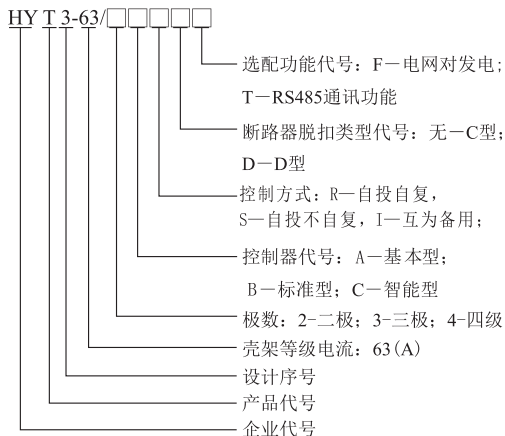 HYT3-63/□□□□□
选配功能代号：F－电网对发电;
T－RS485通讯功能
断路器脱扣类型代号：无－C型；
D－D型
控制方式：R—自投自复，
S—自投不自复，I—互为备用；
控制器代号：A－基本型；
B－标准型；C－智能型
极数：2-二极；3-三极；4-四级
壳架等级电流：63(A)
设计序号
产品代号
企业代号